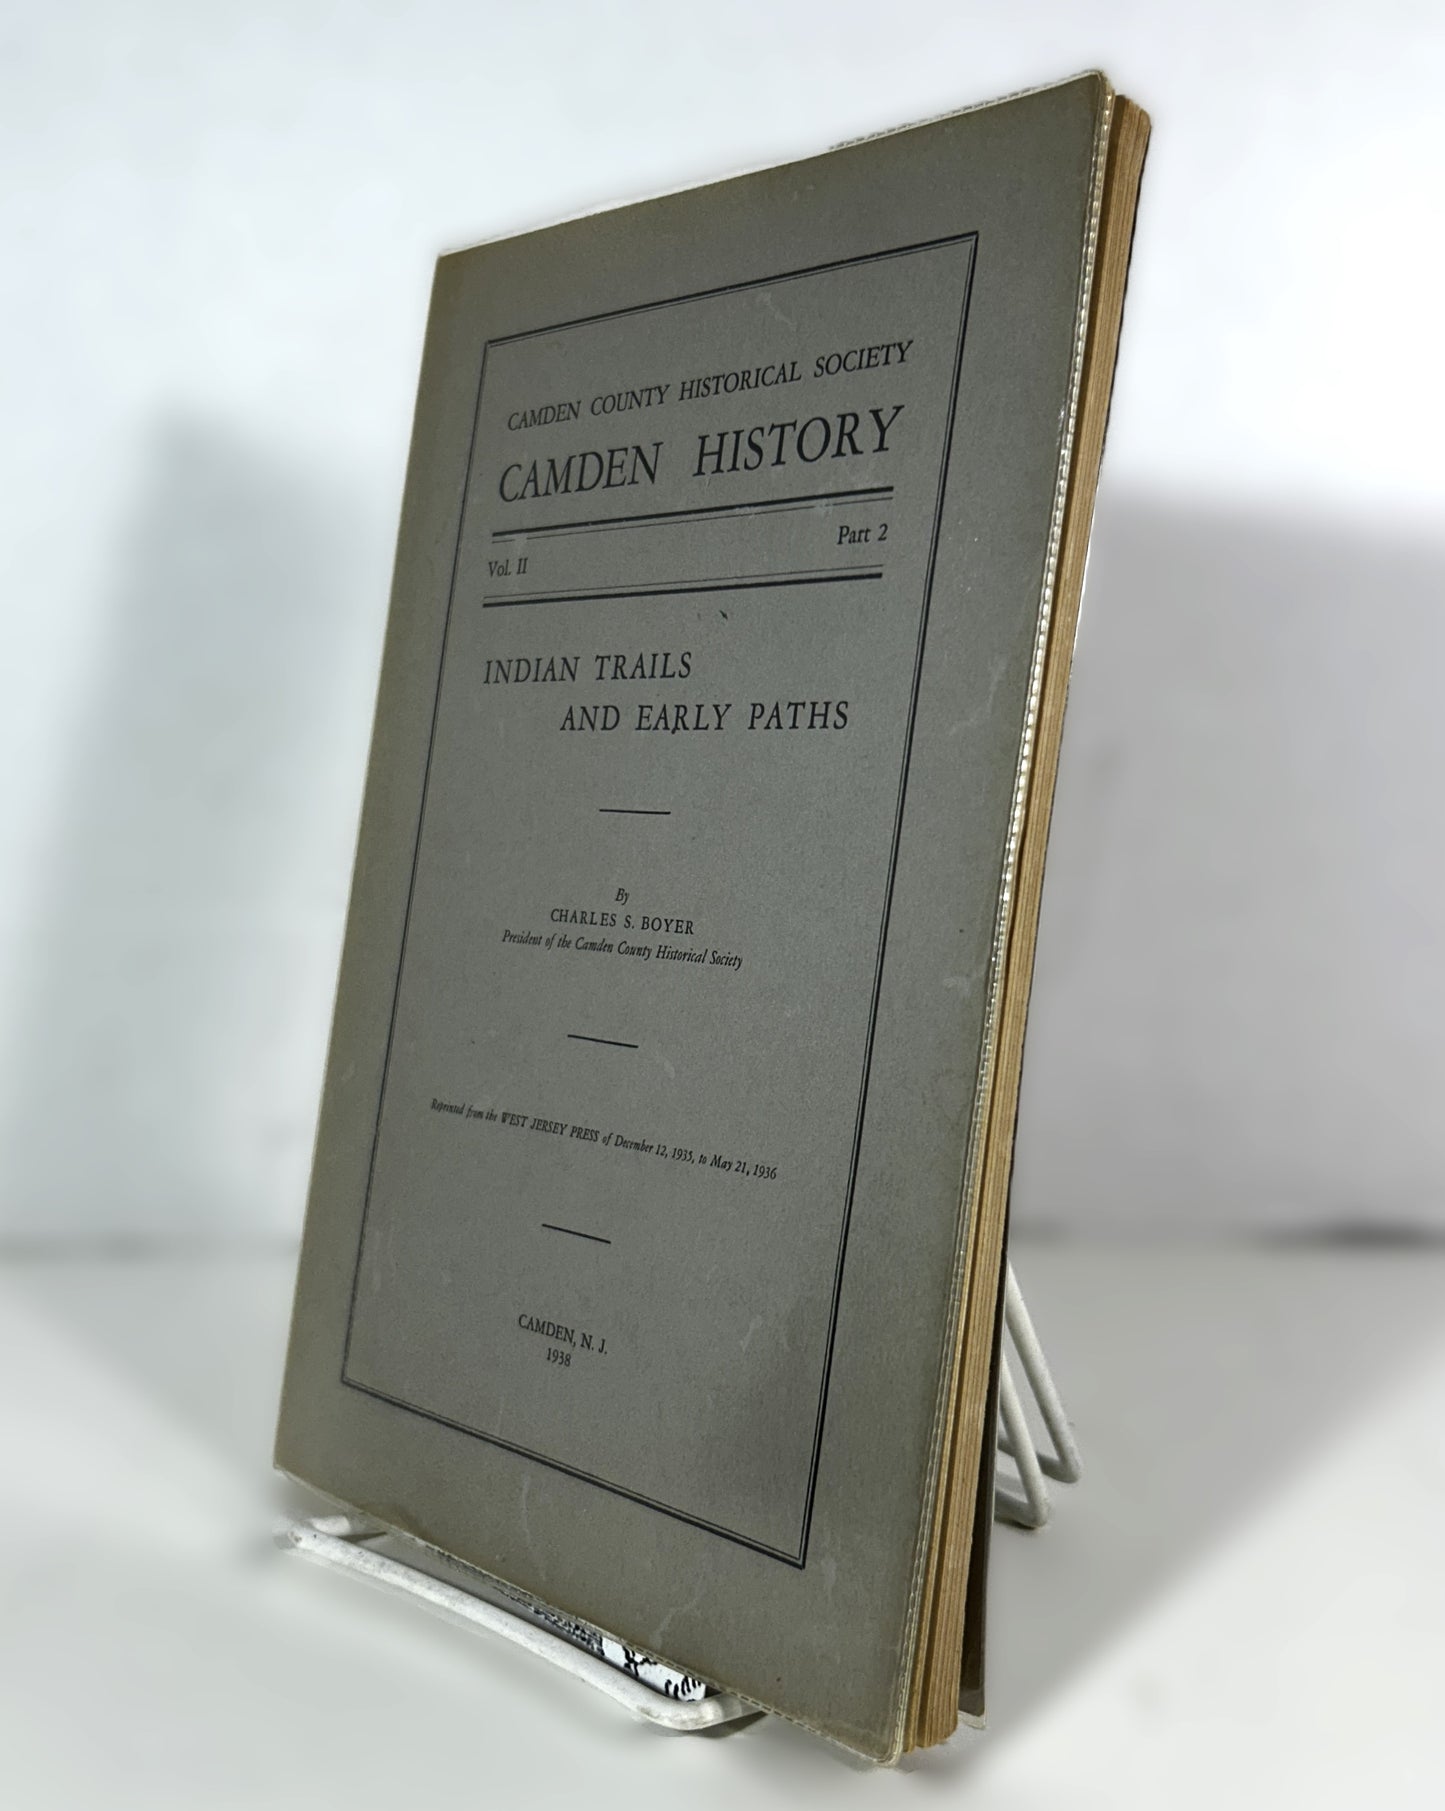 CAMDEN COUNTY HISTORICAL SOCIETY
CAMDEN HISTORY
Vol. II Part 2
INDIAN TRAILS
AND EARLY PATHS
By
CHARLES S. BOYER
President of the Camden County Historical Society
Reprinted from the WEST JERSEY PRESS of December 12, 1935, to May 21, 1936
CAMDEN, N. J.
1938